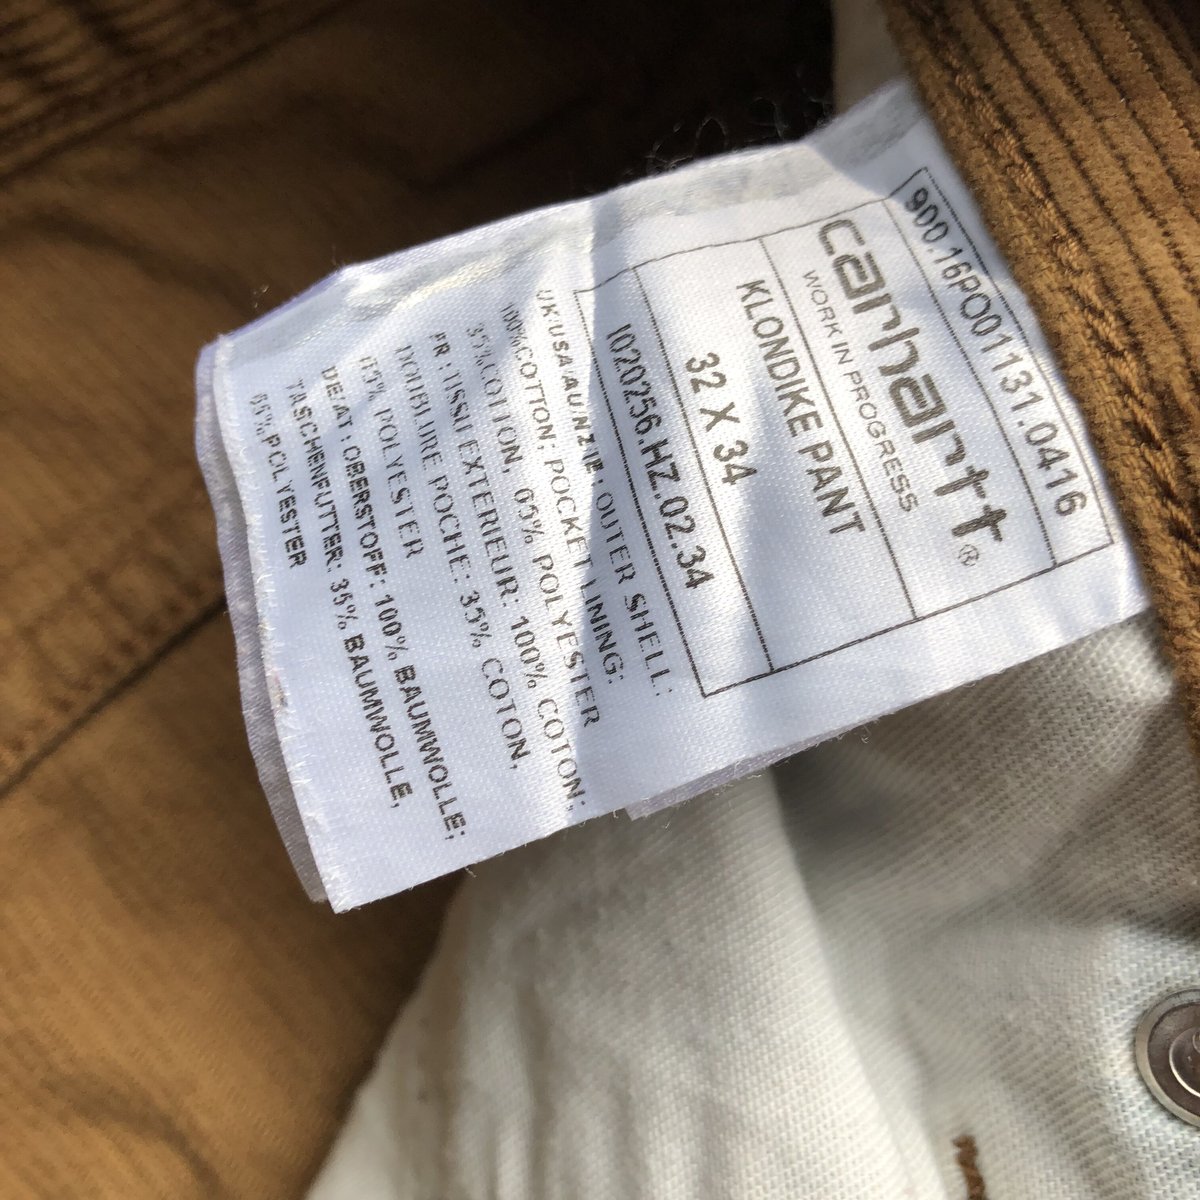 900.16PO001131.0416
carhartt®
WORK IN PROGRESS
KLONDIKE PANT
32 X 34
I020256.HZ.02.34
UK/USA/AU/NZ/IE : OUTER SHELL:
100%COTTON; POCKET LINING:
35%COTTON, 65% POLYESTER
FR : TISSU EXTERIEUR: 100% COTON;
DOUBLURE POCHE: 35% COTON,
65% POLYESTER
DE/AT : OBERSTOFF: 100% BAUMWOLLE;
TASCHENFUTTER: 35% BAUMWOLLE,
65% POLYESTER